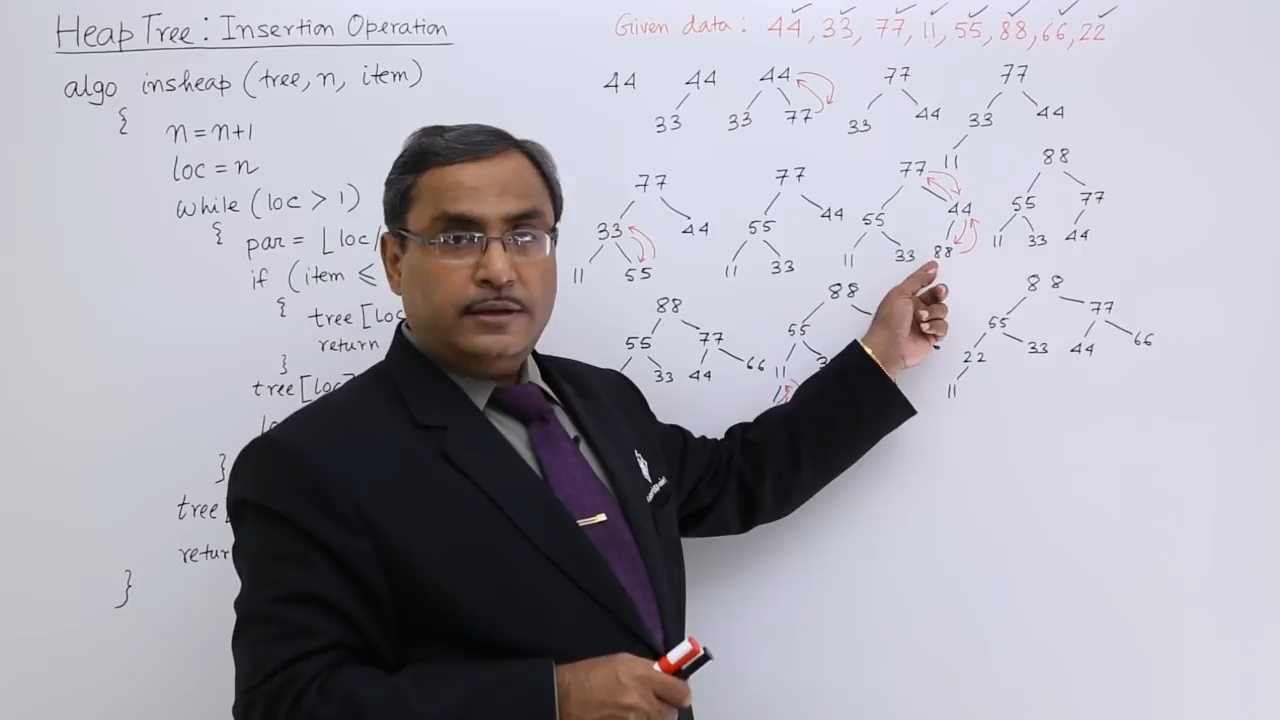 Heap Tree: Insertion Operation
Given data: 44, 33, 77, 11, 55, 88, 66, 22
algo insheap (tree, n, item)
{
n = n+1
loc = n
while (loc > 1)
{ par = ⌊loc/
if (item ≤
{ tree[loc
return
}
tree[loc]
lo
}
tree[
return
}
44
44
33
44
33 77
77
33 44
77
33 44
11
77
33 44
11 55
77
55 44
11 33
77
55 44
11 33 88
88
55 77
11 33 44
88
55 77
33 44 66
88
55
11 3
88
55 77
22 33 44 66
11